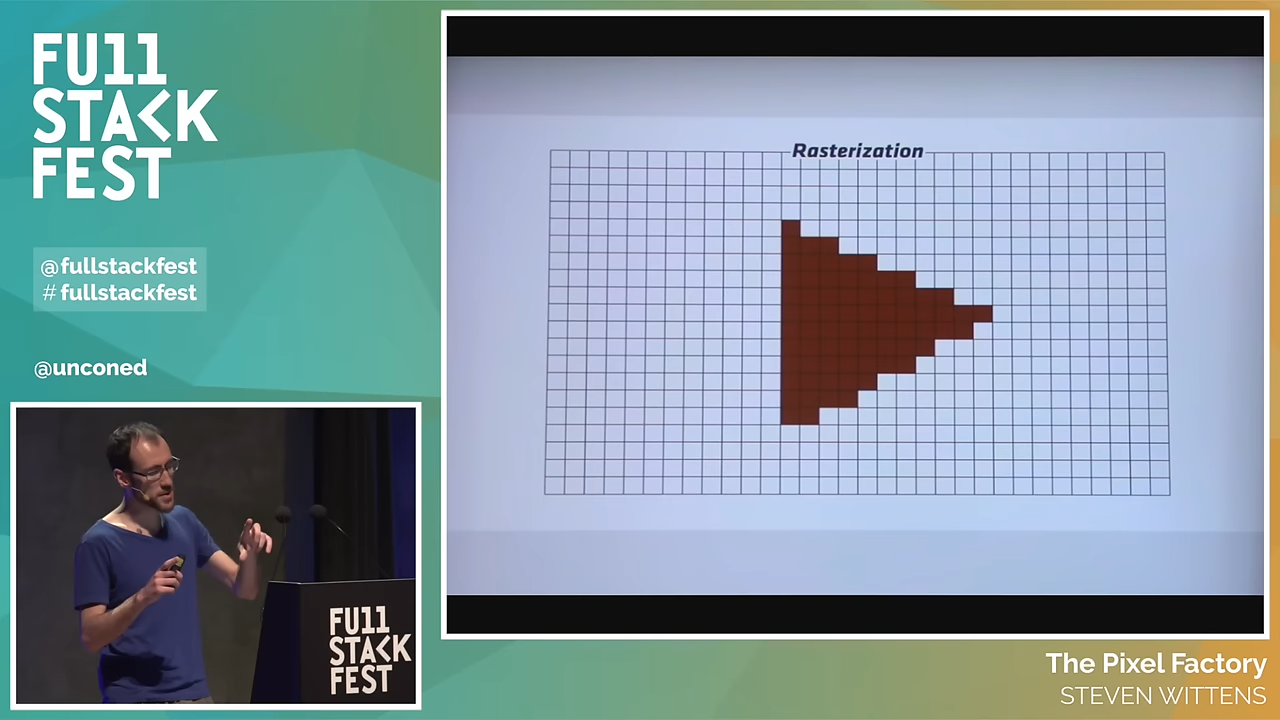 FU11
STACK
FEST
@fullstackfest
# fullstackfest
@unconed
Rasterization
FU11
STACK
FEST
The Pixel Factory
STEVEN WITTENS